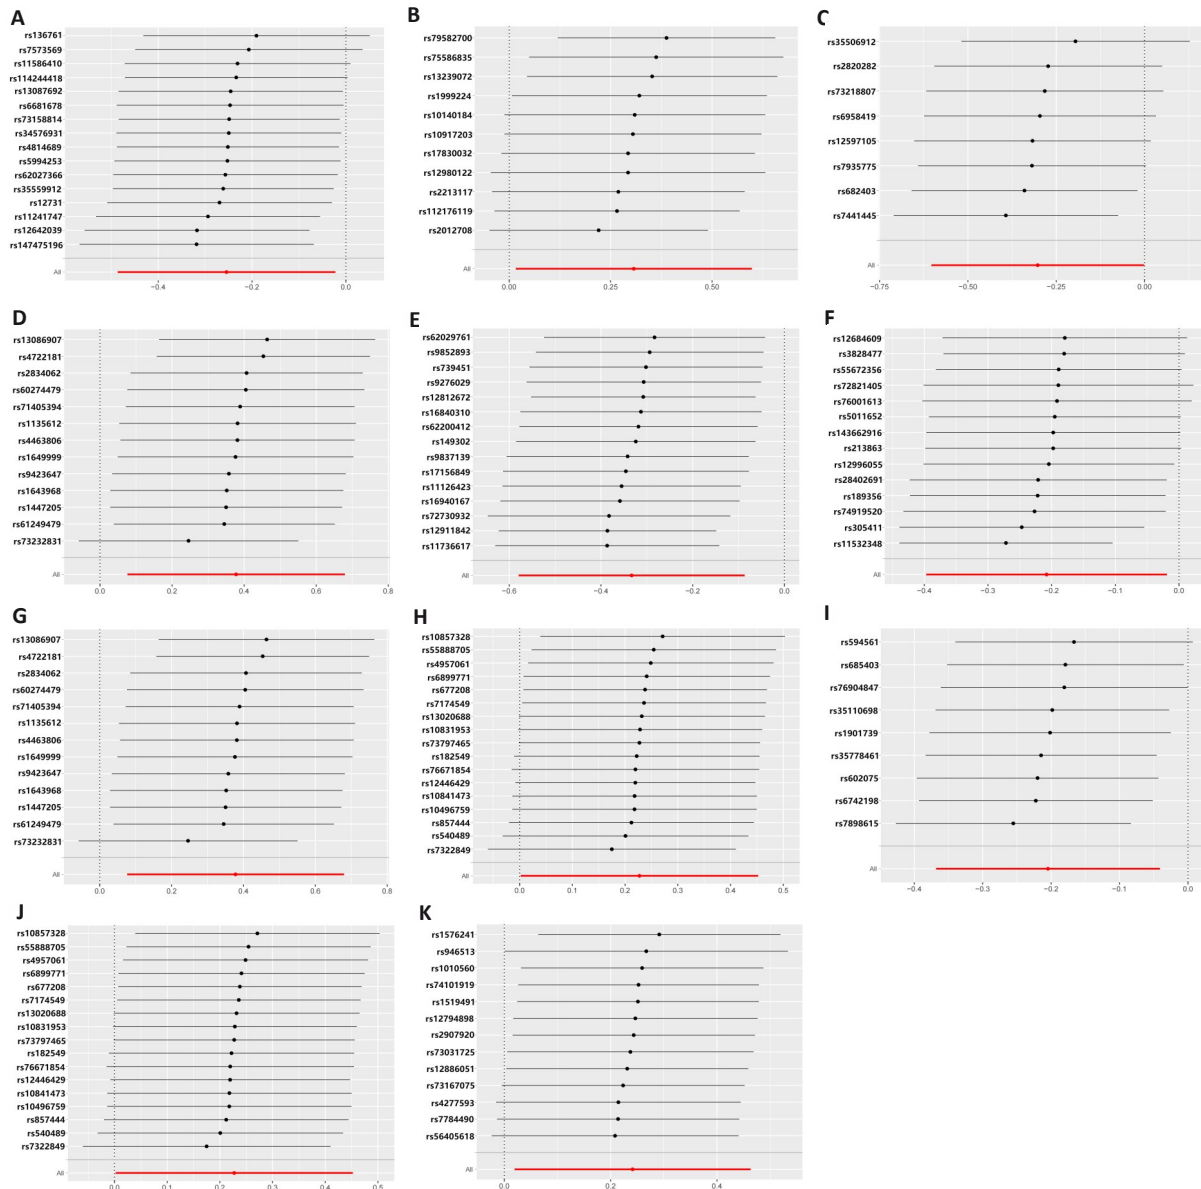 A
rs136761
rs7573569
rs11586410
rs114244418
rs13087692
rs6681678
rs73158814
rs34576931
rs4814689
rs5994253
rs62027366
rs35559912
rs12731
rs11241747
rs12642039
rs147475196
All
−0.4 −0.2 0.0
B
rs79582700
rs75586835
rs13239072
rs1999224
rs10140184
rs10917203
rs17830032
rs12980122
rs2213117
rs112176119
rs2012708
All
0.00 0.25 0.50
C
rs35506912
rs2820282
rs73218807
rs6958419
rs12597105
rs7935775
rs682403
rs7441445
All
−0.75 −0.50 −0.25 0.00
D
rs13086907
rs4722181
rs2834062
rs60274479
rs71405394
rs1135612
rs4463806
rs1649999
rs9423647
rs1643968
rs1447205
rs61249479
rs73232831
All
0.0 0.2 0.4 0.6 0.8
E
rs62029761
rs9852893
rs739451
rs9276029
rs12812672
rs16840310
rs62200412
rs149302
rs9837139
rs17156849
rs11126423
rs16940167
rs72730932
rs12911842
rs11736617
All
−0.6 −0.4 −0.2 0.0
F
rs12684609
rs3828477
rs55672356
rs72821405
rs76001613
rs5011652
rs143662916
rs213863
rs12996055
rs28402691
rs189356
rs74919520
rs305411
rs11532348
All
−0.4 −0.3 −0.2 −0.1 0.0
G
rs13086907
rs4722181
rs2834062
rs60274479
rs71405394
rs1135612
rs4463806
rs1649999
rs9423647
rs1643968
rs1447205
rs61249479
rs73232831
All
0.0 0.2 0.4 0.6 0.8
H
rs10857328
rs55888705
rs4957061
rs6899771
rs677208
rs7174549
rs13020688
rs10831953
rs73797465
rs182549
rs76671854
rs12446429
rs10841473
rs10496759
rs857444
rs540489
rs7322849
All
0.0 0.1 0.2 0.3 0.4 0.5
I
rs594561
rs685403
rs76904847
rs35110698
rs1901739
rs35778461
rs602075
rs6742198
rs7898615
All
−0.4 −0.3 −0.2 −0.1 0.0
J
rs10857328
rs55888705
rs4957061
rs6899771
rs677208
rs7174549
rs13020688
rs10831953
rs73797465
rs182549
rs76671854
rs12446429
rs10841473
rs10496759
rs857444
rs540489
rs7322849
All
0.0 0.1 0.2 0.3 0.4 0.5
K
rs1576241
rs946513
rs1010560
rs74101919
rs1519491
rs12794898
rs2907920
rs73031725
rs12886051
rs73167075
rs4277593
rs7784490
rs56405618
All
0.0 0.2 0.4